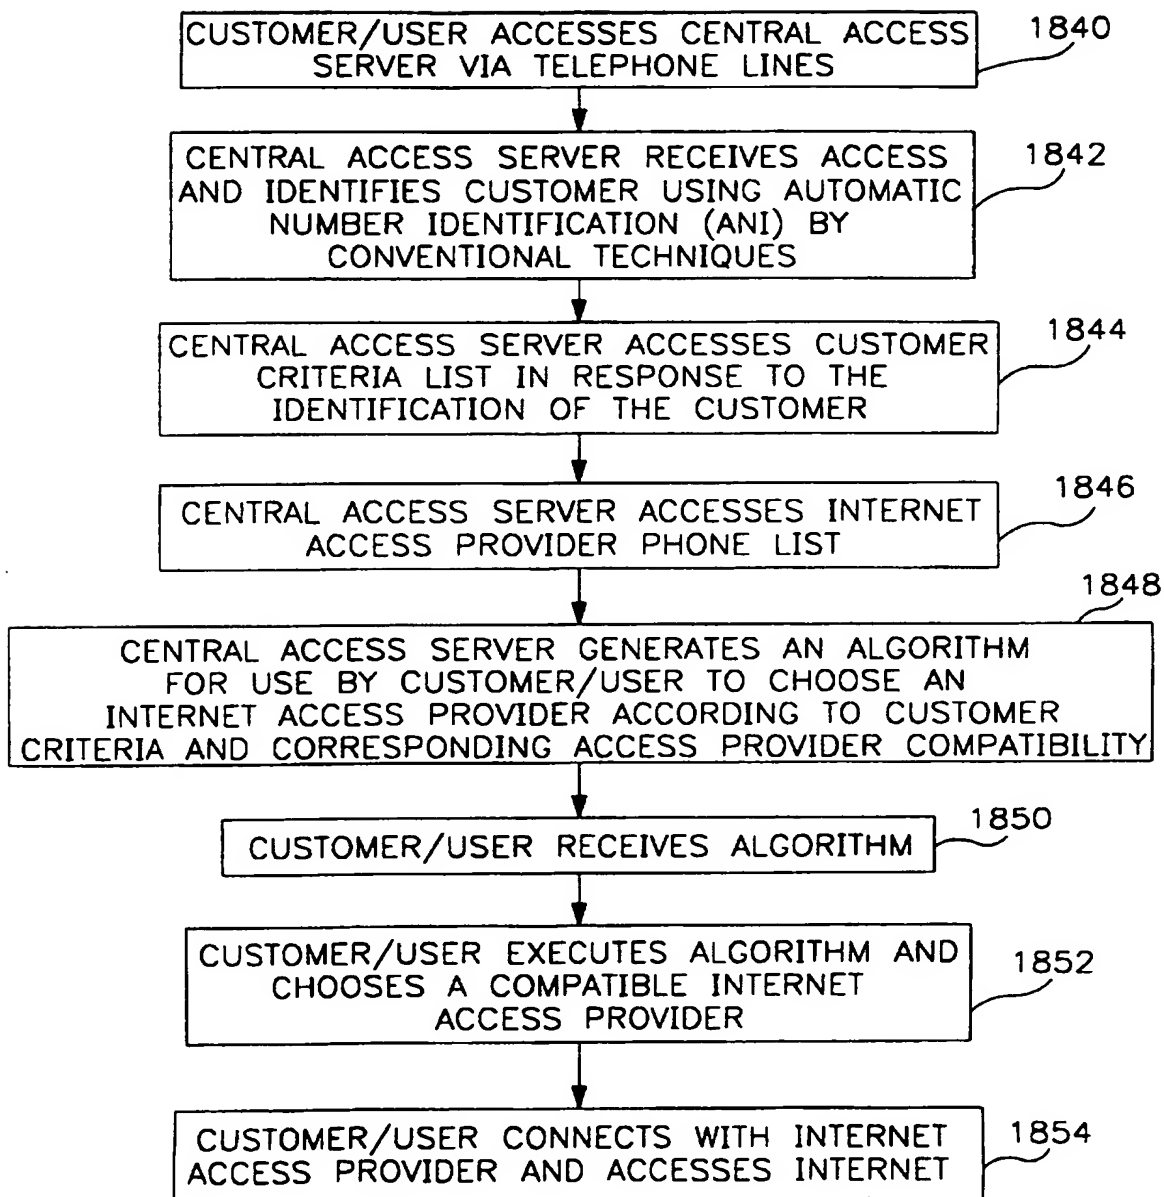 CUSTOMER/USER ACCESSES CENTRAL ACCESS
SERVER VIA TELEPHONE LINES
1840
CENTRAL ACCESS SERVER RECEIVES ACCESS
AND IDENTIFIES CUSTOMER USING AUTOMATIC
NUMBER IDENTIFICATION (ANI) BY
CONVENTIONAL TECHNIQUES
1842
CENTRAL ACCESS SERVER ACCESSES CUSTOMER
CRITERIA LIST IN RESPONSE TO THE
IDENTIFICATION OF THE CUSTOMER
1844
CENTRAL ACCESS SERVER ACCESSES INTERNET
ACCESS PROVIDER PHONE LIST
1846
CENTRAL ACCESS SERVER GENERATES AN ALGORITHM
FOR USE BY CUSTOMER/USER TO CHOOSE AN
INTERNET ACCESS PROVIDER ACCORDING TO CUSTOMER
CRITERIA AND CORRESPONDING ACCESS PROVIDER COMPATIBILITY
1848
CUSTOMER/USER RECEIVES ALGORITHM
1850
CUSTOMER/USER EXECUTES ALGORITHM AND
CHOOSES A COMPATIBLE INTERNET
ACCESS PROVIDER
1852
CUSTOMER/USER CONNECTS WITH INTERNET
ACCESS PROVIDER AND ACCESSES INTERNET
1854